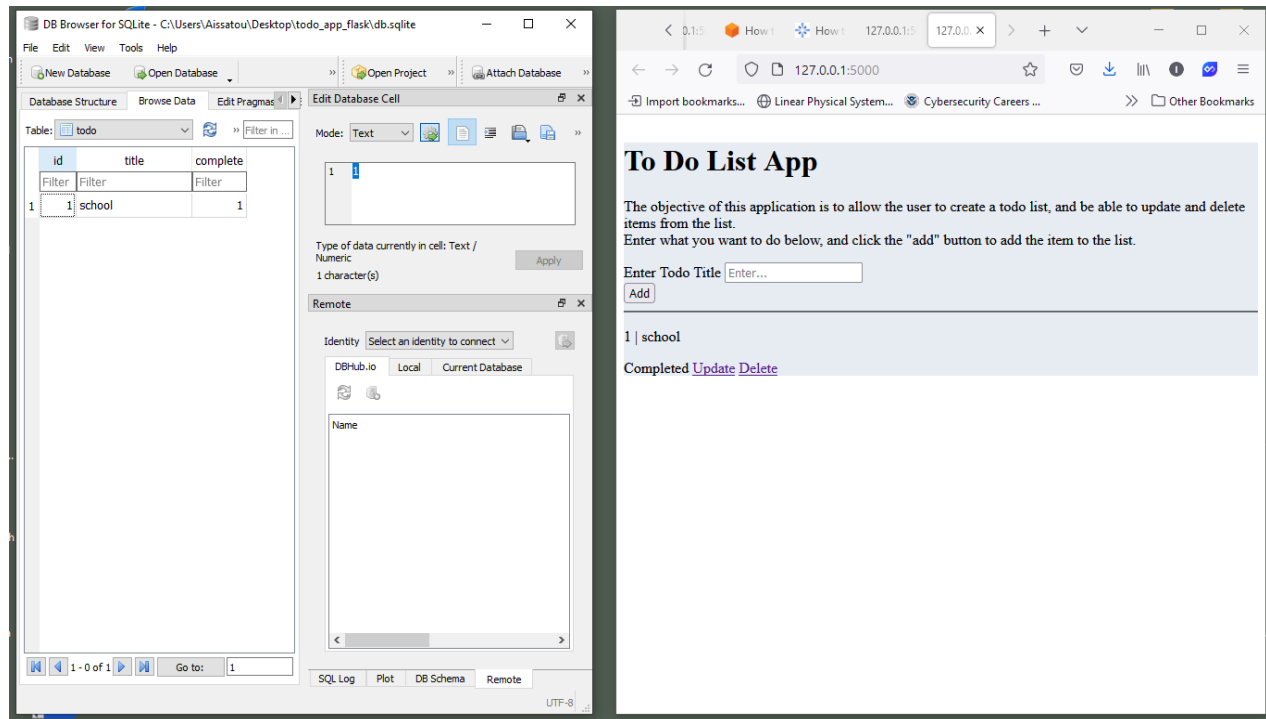 DB Browser for SQLite - C:\Users\Aissatou\Desktop\todo_app_flask\db.sqlite
File Edit View Tools Help
New Database Open Database » Open Project » Attach Database »
Database Structure Browse Data Edit Pragmas
Table: todo » Filter in ...
id title complete
Filter Filter Filter
1 1 school 1
1 - 0 of 1 Go to: 1
Edit Database Cell
Mode: Text »
1 1
Type of data currently in cell: Text /
Numeric
1 character(s)
Apply
Remote
Identity Select an identity to connect
DBHub.io Local Current Database
Name
SQL Log Plot DB Schema Remote
UTF-8
How How 127.0.0.1:5 127.0.0.
127.0.0.1:5000
Import bookmarks... Linear Physical System... Cybersecurity Careers ... Other Bookmarks
To Do List App
The objective of this application is to allow the user to create a todo list, and be able to update and delete
items from the list.
Enter what you want to do below, and click the "add" button to add the item to the list.
Enter Todo Title Enter...
Add
1 | school
Completed Update Delete